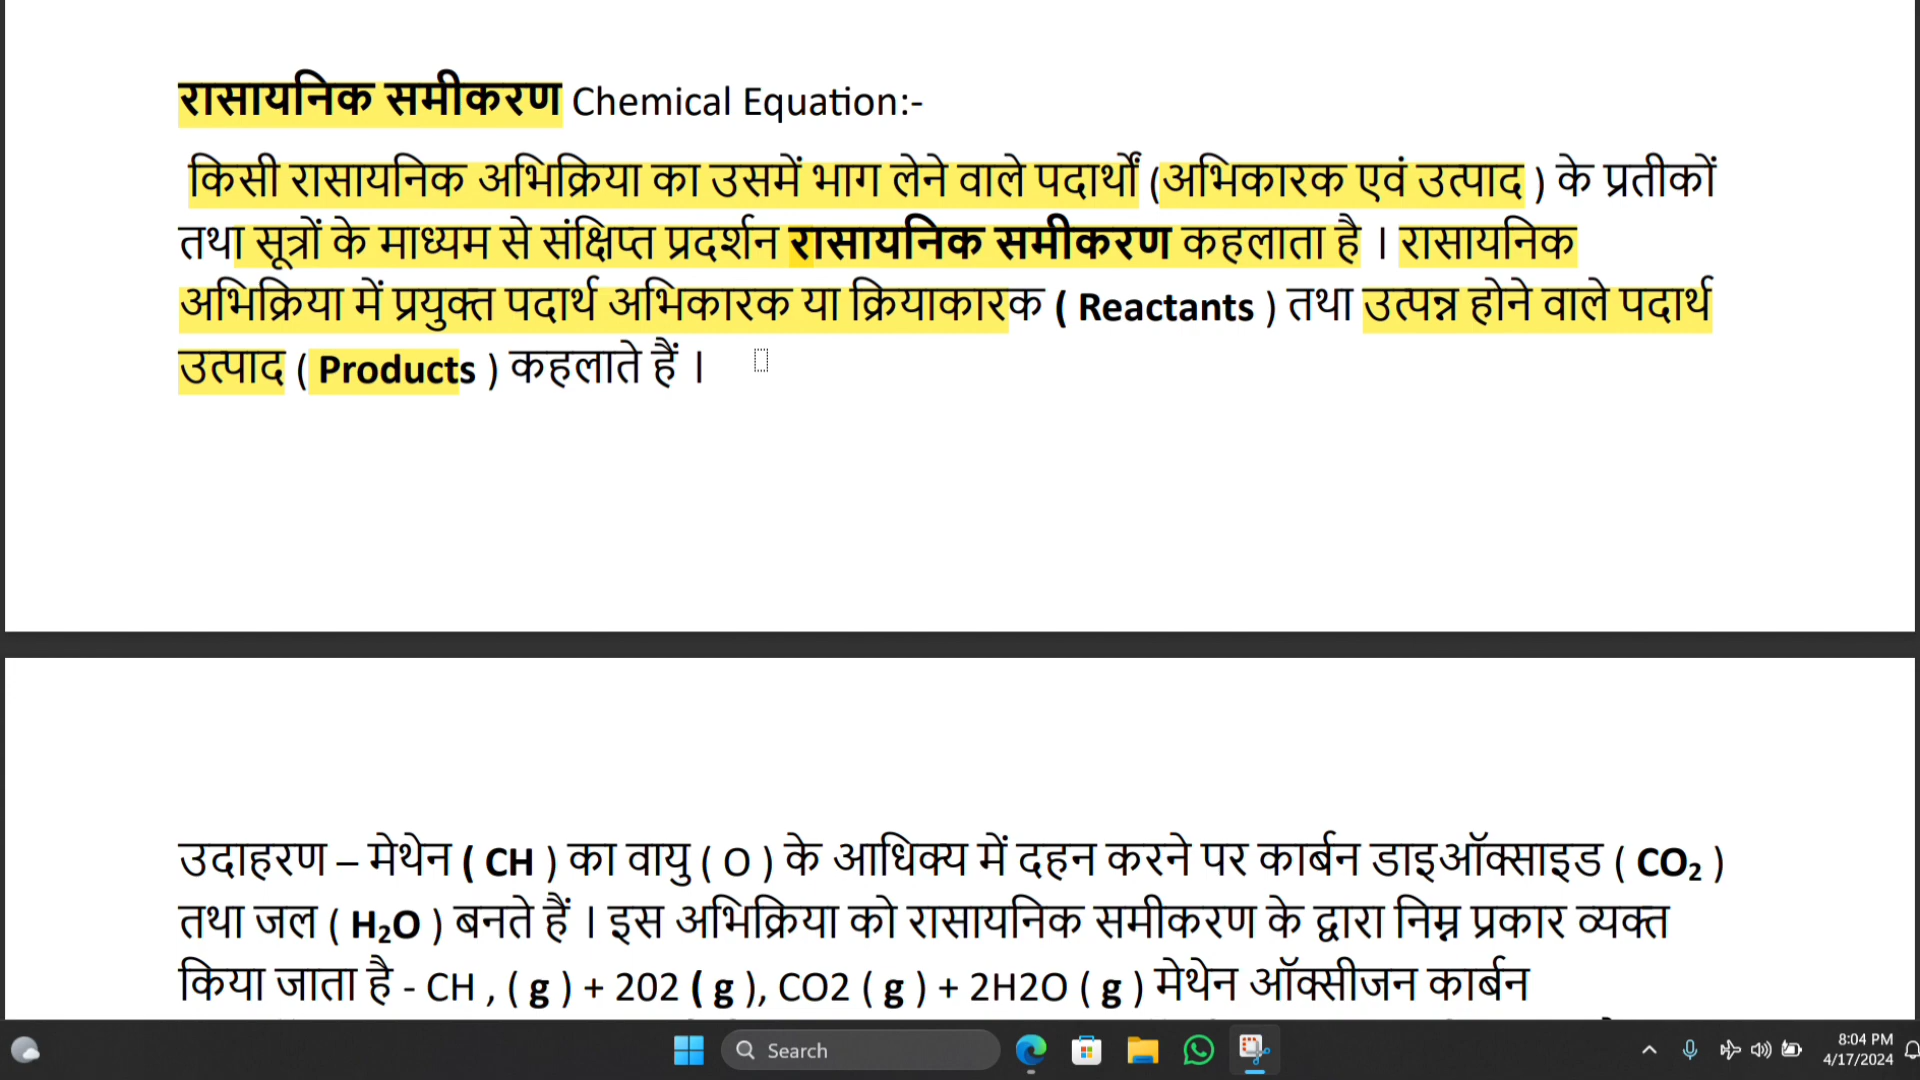 रासायनिक समीकरण Chemical Equation:-
किसी रासायनिक अभिक्रिया का उसमें भाग लेने वाले पदार्थों (अभिकारक एवं उत्पाद ) के प्रतीकों
तथा सूत्रों के माध्यम से संक्षिप्त प्रदर्शन रासायनिक समीकरण कहलाता है । रासायनिक
अभिक्रिया में प्रयुक्त पदार्थ अभिकारक या क्रियाकारक ( Reactants ) तथा उत्पन्न होने वाले पदार्थ
उत्पाद ( Products ) कहलाते हैं ।
उदाहरण – मेथेन ( CH ) का वायु ( O ) के आधिक्य में दहन करने पर कार्बन डाइऑक्साइड ( CO₂ )
तथा जल ( H₂O ) बनते हैं । इस अभिक्रिया को रासायनिक समीकरण के द्वारा निम्न प्रकार व्यक्त
किया जाता है - CH , ( g ) + 202 ( g ), CO2 ( g ) + 2H2O ( g ) मेथेन ऑक्सीजन कार्बन
Search
8:04 PM
4/17/2024